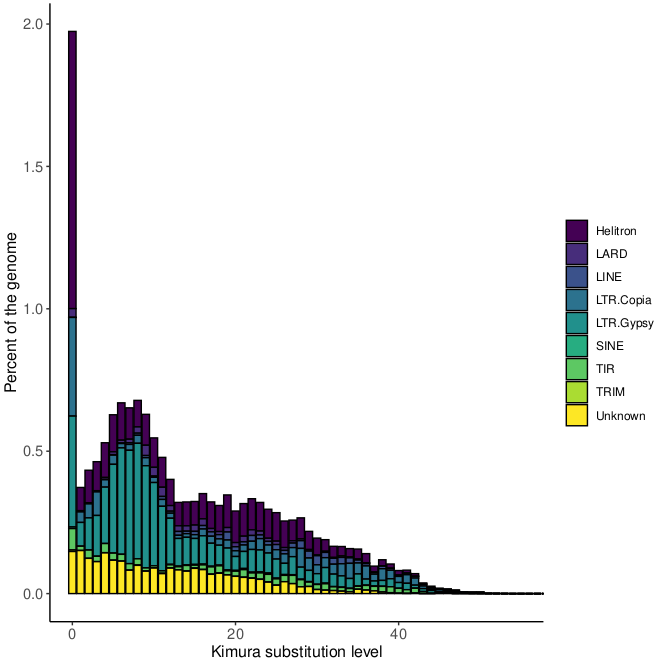 2.0
1.5
1.0
0.5
0.0
Percent of the genome
0
20
40
Kimura substitution level
Helitron
LARD
LINE
LTR.Copia
LTR.Gypsy
SINE
TIR
TRIM
Unknown